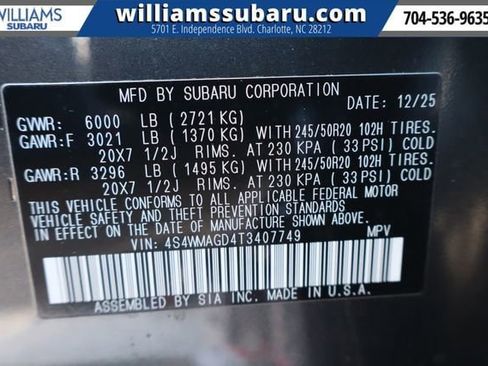 WILLIAMS
SUBARU
williamssubaru.com
5701 E. Independence Blvd. Charlotte, NC 28212
704-536-9635
MFD BY SUBARU CORPORATION
DATE: 12/25
GVWR: 6000 LB (2721 KG)
GAWR:F 3021 LB (1370 KG) WITH 245/50R20 102H TIRES.
20X7 1/2J RIMS. AT 230 KPA (33 PSI) COLD
GAWR:R 3296 LB (1495 KG) WITH 245/50R20 102H TIRES.
20X7 1/2J RIMS. AT 230 KPA (33 PSI) COLD
THIS VEHICLE CONFORMS TO ALL APPLICABLE FEDERAL MOTOR
VEHICLE SAFETY AND BUMPER STANDARDS IN EFFECT ON THE
DATE OF MANUFACTURE SHOWN ABOVE.
VIN: 4S4WMAGD4T3407749 MPV
ASSEMBLED BY SIA INC. MADE IN U.S.A.